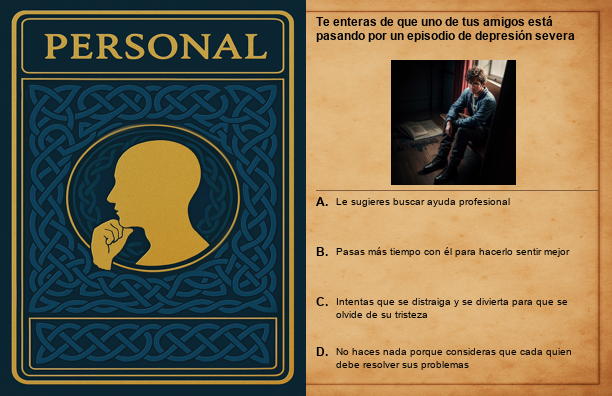 PERSONAL
Te enteras de que uno de tus amigos está
pasando por un episodio de depresión severa
A. Le sugieres buscar ayuda profesional
B. Pasas más tiempo con él para hacerlo sentir mejor
C. Intentas que se distraiga y se divierta para que se
olvide de su tristeza
D. No haces nada porque consideras que cada quien
debe resolver sus problemas